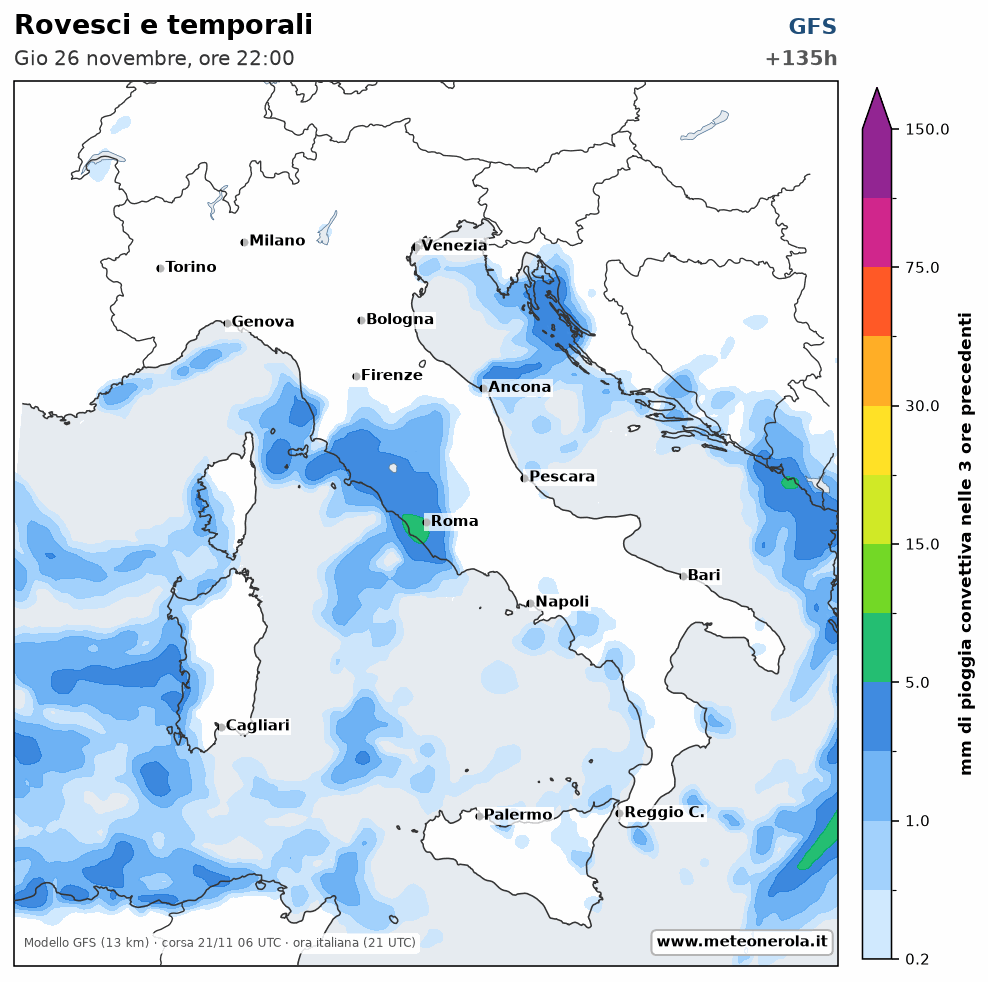 Rovesci e temporali
GFS
Gio 26 novembre, ore 22:00
+135h
150.0
75.0
30.0
15.0
5.0
1.0
0.2
mm di pioggia convettiva nelle 3 ore precedenti
Milano
Venezia
Torino
Genova
Bologna
Firenze
Ancona
Pescara
Roma
Bari
Napoli
Cagliari
Palermo
Reggio C.
Modello GFS (13 km) · corsa 21/11 06 UTC · ora italiana (21 UTC)
www.meteonerola.it